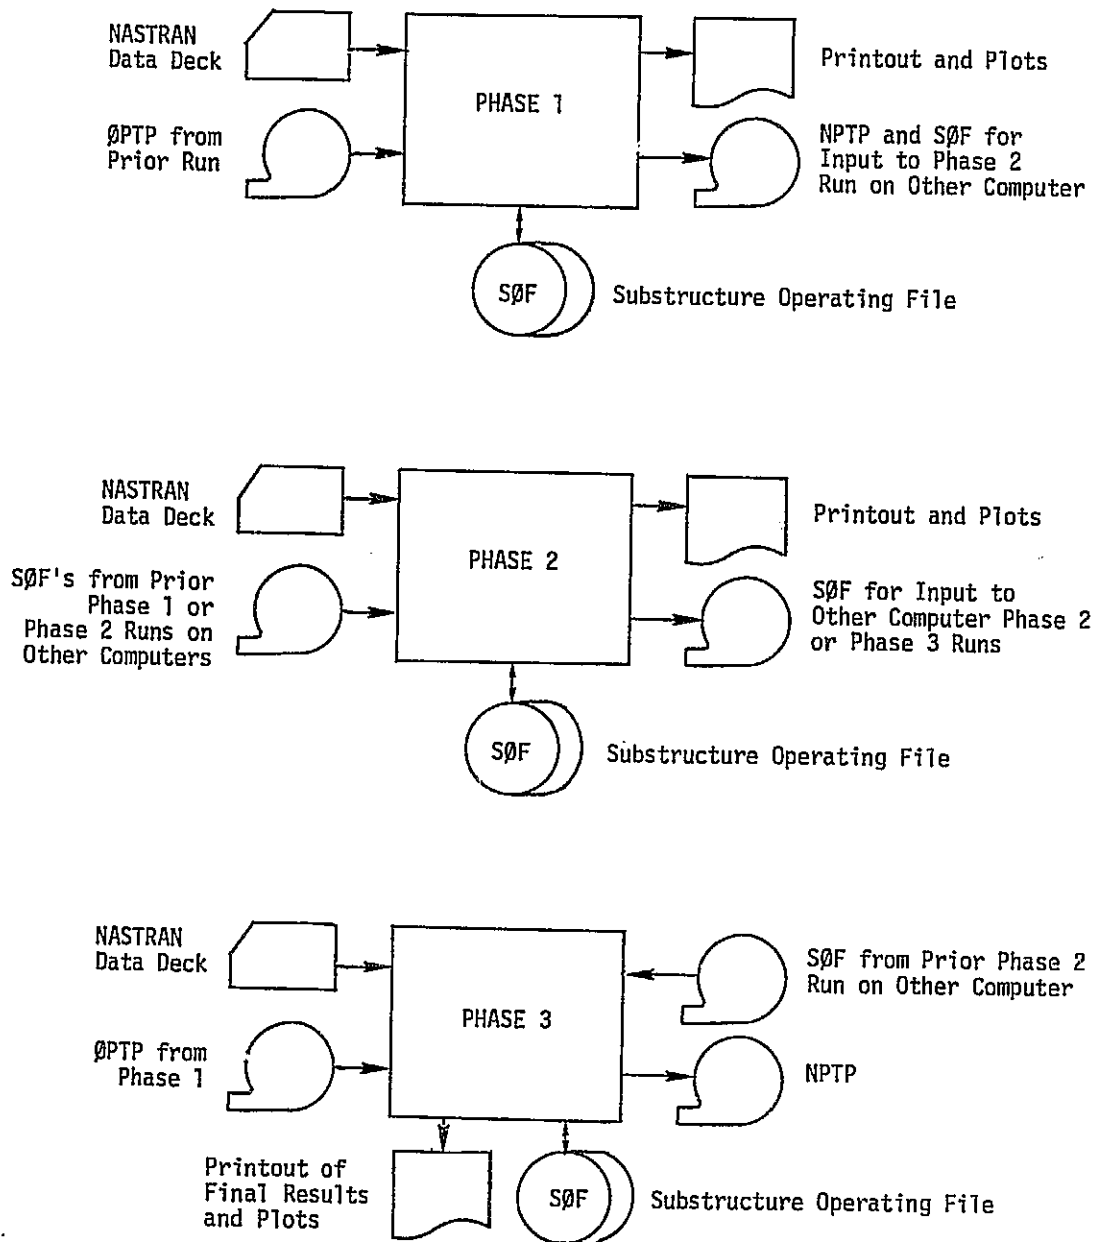 NASTRAN
Data Deck
ØPTP from
Prior Run
PHASE 1
Printout and Plots
NPTP and SØF for
Input to Phase 2
Run on Other Computer
SØF
Substructure Operating File
NASTRAN
Data Deck
SØF's from Prior
Phase 1 or
Phase 2 Runs on
Other Computers
PHASE 2
Printout and Plots
SØF for Input to
Other Computer Phase 2
or Phase 3 Runs
SØF
Substructure Operating File
NASTRAN
Data Deck
ØPTP from
Phase 1
PHASE 3
SØF from Prior Phase 2
Run on Other Computer
NPTP
Printout of
Final Results
and Plots
SØF
Substructure Operating File